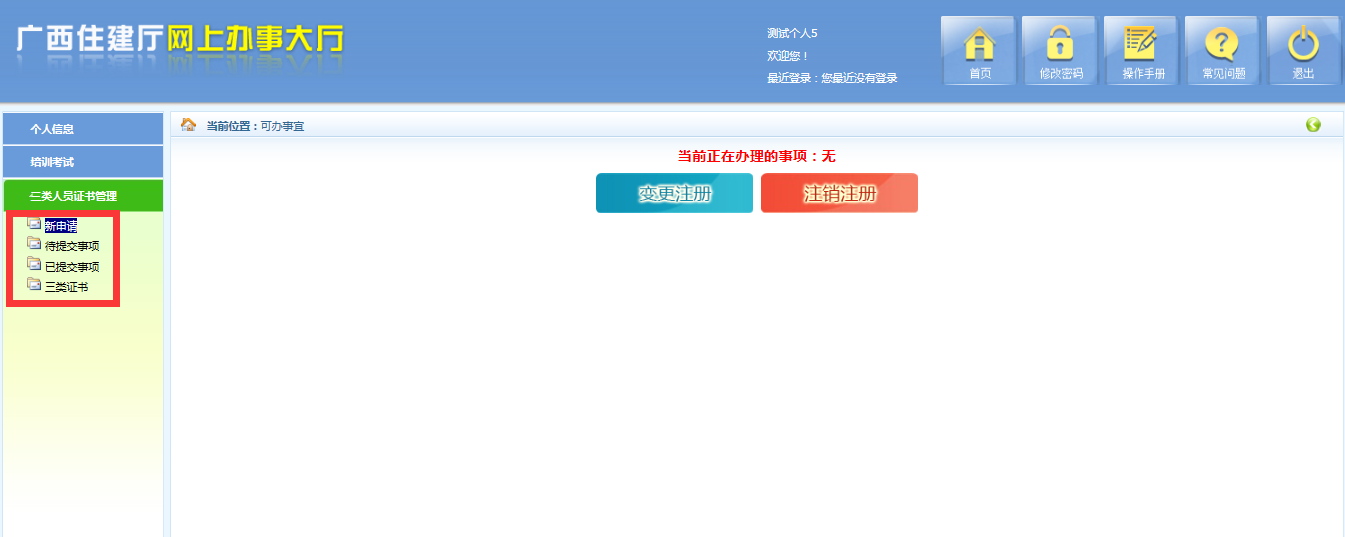 广西住建厅网上办事大厅
测试个人5
欢迎您！
最近登录：您最近没有登录
首页
修改密码
操作手册
常见问题
退出
个人信息
培训考试
三类人员证书管理
新申请
待提交事项
已提交事项
三类证书
当前位置：可办事宜
当前正在办理的事项：无
变更注册
注销注册